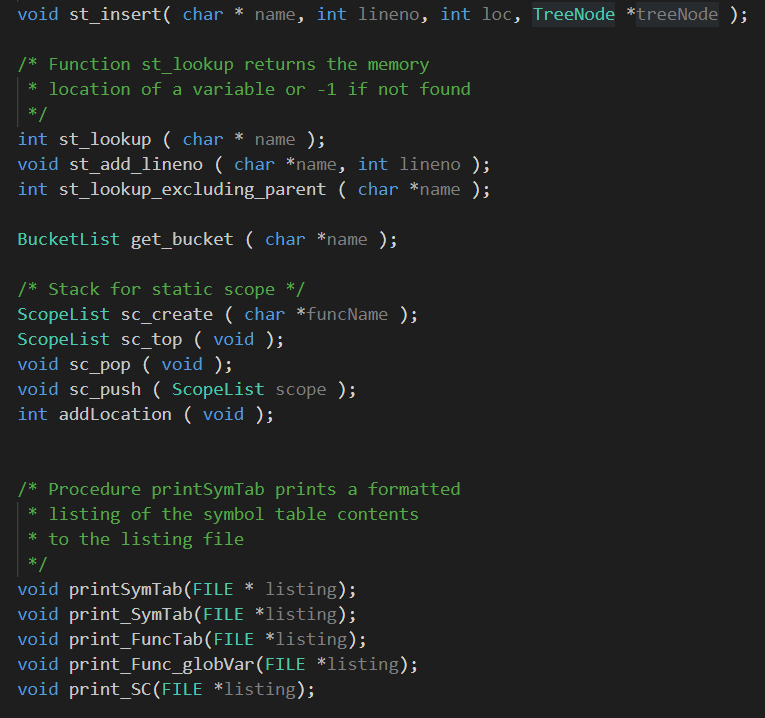 void st_insert( char * name, int lineno, int loc, TreeNode *treeNode );
/* Function st_lookup returns the memory
* location of a variable or -1 if not found
*/
int st_lookup ( char * name );
void st_add_lineno ( char *name, int lineno );
int st_lookup_excluding_parent ( char *name );
BucketList get_bucket ( char *name );
/* Stack for static scope */
ScopeList sc_create ( char *funcName );
ScopeList sc_top ( void );
void sc_pop ( void );
void sc_push ( ScopeList scope );
int addLocation ( void );
/* Procedure printSymTab prints a formatted
* listing of the symbol table contents
* to the listing file
*/
void printSymTab(FILE * listing);
void print_SymTab(FILE *listing);
void print_FuncTab(FILE *listing);
void print_Func_globVar(FILE *listing);
void print_SC(FILE *listing);